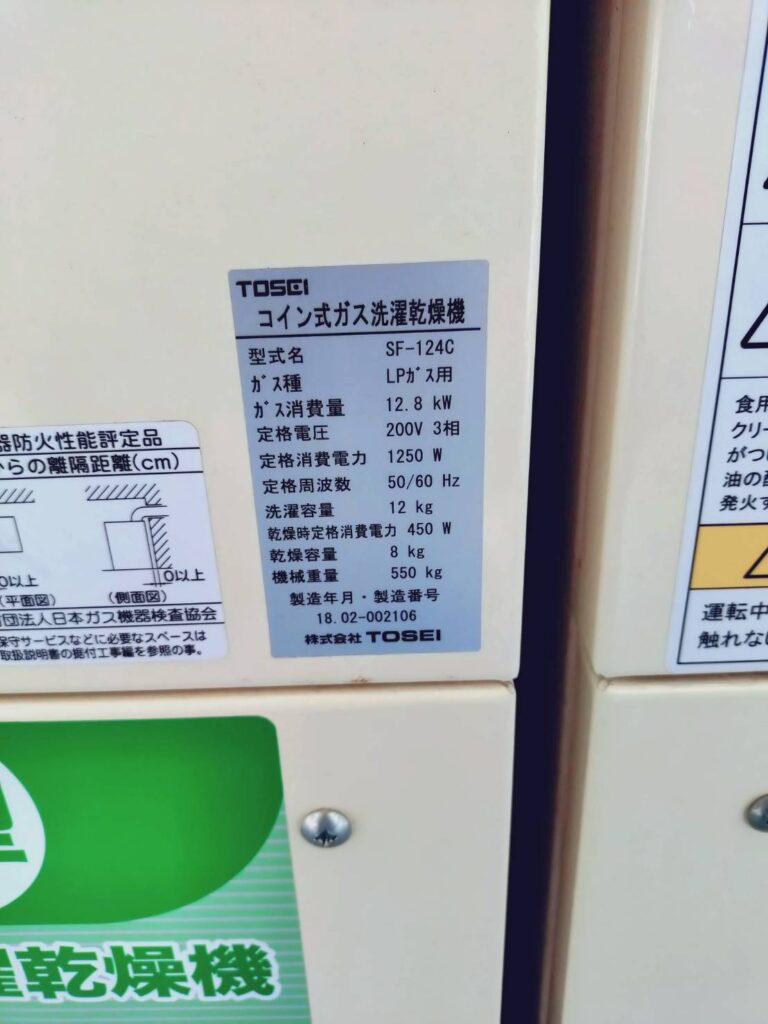 TOSEI
コイン式ガス洗濯乾燥機
型式名 SF-124C
ガス種 LPガス用
ガス消費量 12.8 kW
定格電圧 200V 3相
定格消費電力 1250 W
定格周波数 50/60 Hz
洗濯容量 12 kg
乾燥時定格消費電力 450 W
乾燥容量 8 kg
機械重量 550 kg
製造年月・製造番号
18.02-002106
株式会社 TOSEI
器防火性能評定品
からの離隔距離(cm)
0以上
0以上
(平面図) (側面図)
団法人日本ガス機器検査協会
保守サービスなどに必要なスペースは
取扱説明書の据付工事編を参照の事。
乾燥機
食用
クリー
がつ
油の
発火す
運転中
触れない